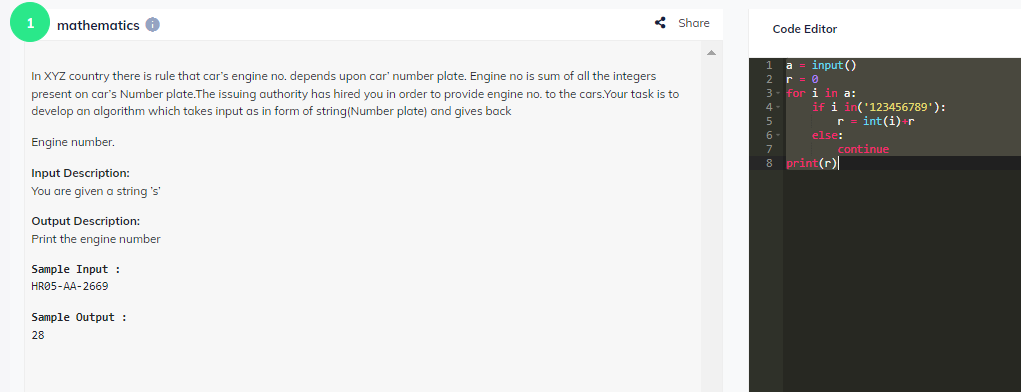 1
mathematics
Share
In XYZ country there is rule that car's engine no. depends upon car' number plate. Engine no is sum of all the integers
present on car's Number plate.The issuing authority has hired you in order to provide engine no. to the cars.Your task is to
develop an algorithm which takes input as in form of string(Number plate) and gives back
Engine number.
Input Description:
You are given a string 's'
Output Description:
Print the engine number
Sample Input :
HR05-AA-2669
Sample Output :
28
Code Editor
1 a = input()
2 r = 0
3 for i in a:
4     if i in('123456789'):
5         r = int(i)+r
6     else:
7         continue
8 print(r)